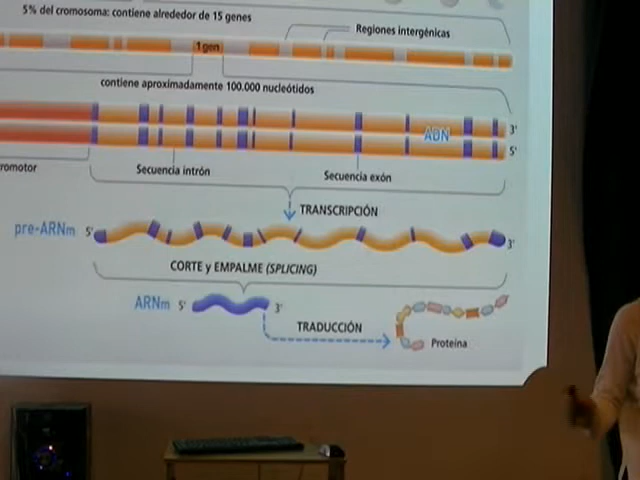 5% del cromosoma: contiene alrededor de 15 genes
Regiones intergénicas
1 gen
contiene aproximadamente 100.000 nucleótidos
ADN
3'
5'
romotor
Secuencia intrón
Secuencia exón
TRANSCRIPCIÓN
pre-ARNm 5' 3'
CORTE y EMPALME (SPLICING)
ARNm 5' 3'
TRADUCCIÓN
Proteína